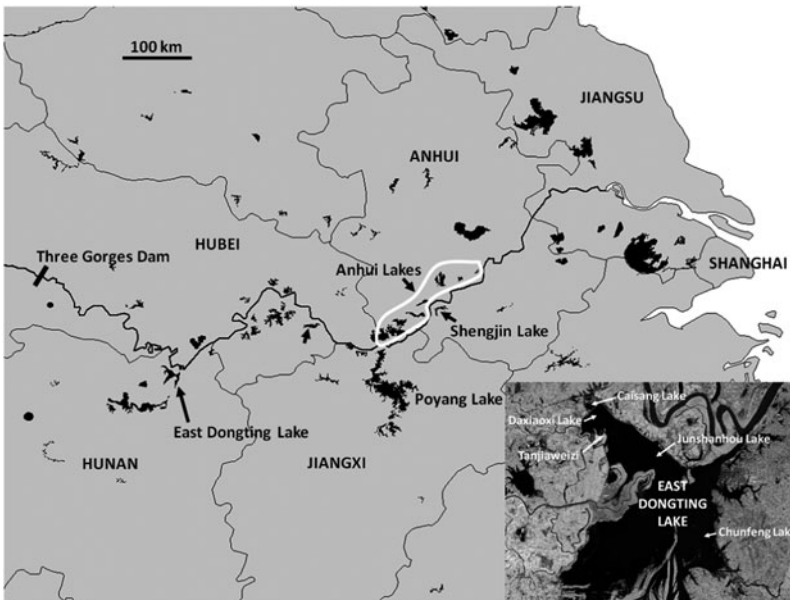 100 km
JIANGSU
ANHUI
HUBEI
Three Gorges Dam
Anhui Lakes
SHANGHAI
Shengjin Lake
Poyang Lake
East Dongting Lake
HUNAN
JIANGXI
Caisang Lake
Daxiaoxi Lake
Junshanhou Lake
Tanjiaweizi
EAST
DONGTING
LAKE
Chunfeng Lak